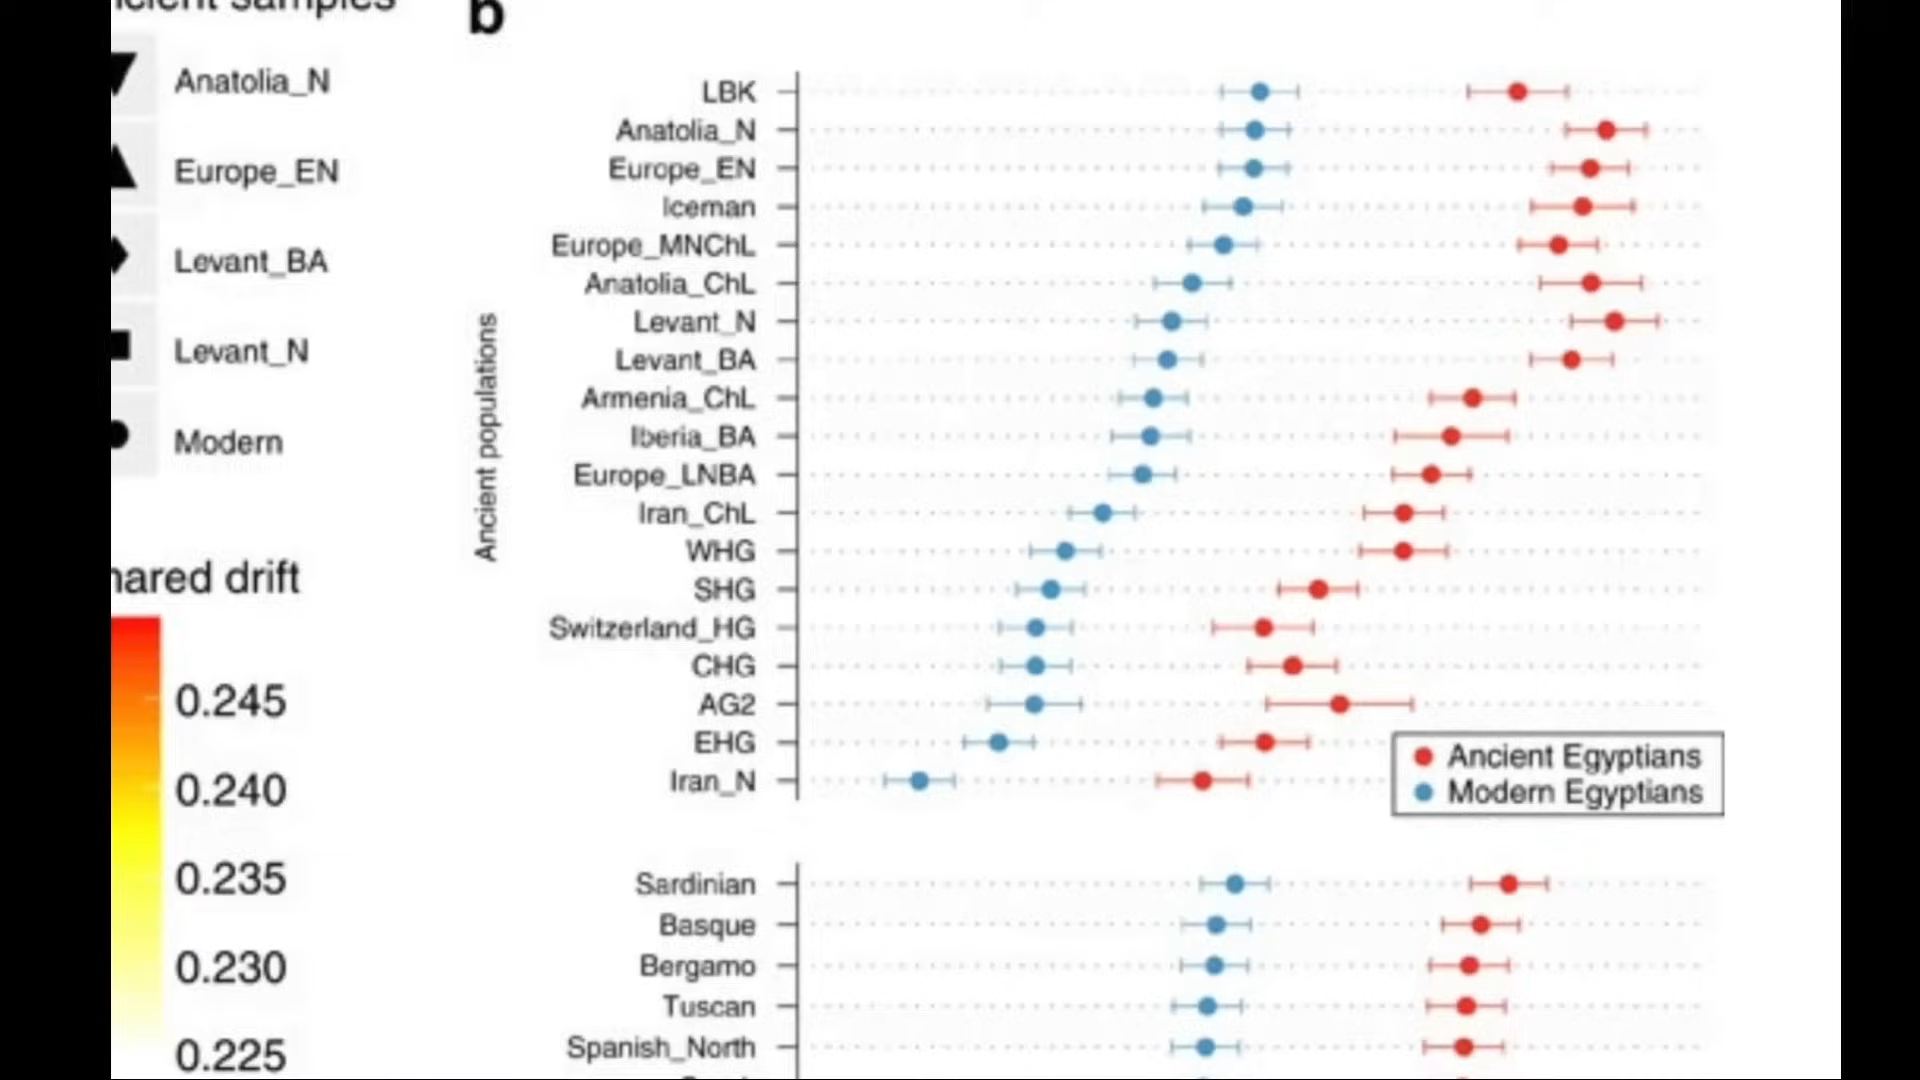 b
Anatolia_N
Europe_EN
Levant_BA
Levant_N
Modern
0.245
0.240
0.235
0.230
0.225
Ancient populations
LBK
Anatolia_N
Europe_EN
Iceman
Europe_MNChL
Anatolia_ChL
Levant_N
Levant_BA
Armenia_ChL
Iberia_BA
Europe_LNBA
Iran_ChL
WHG
SHG
Switzerland_HG
CHG
AG2
EHG
Iran_N
Ancient Egyptians
Modern Egyptians
Sardinian
Basque
Bergamo
Tuscan
Spanish_North